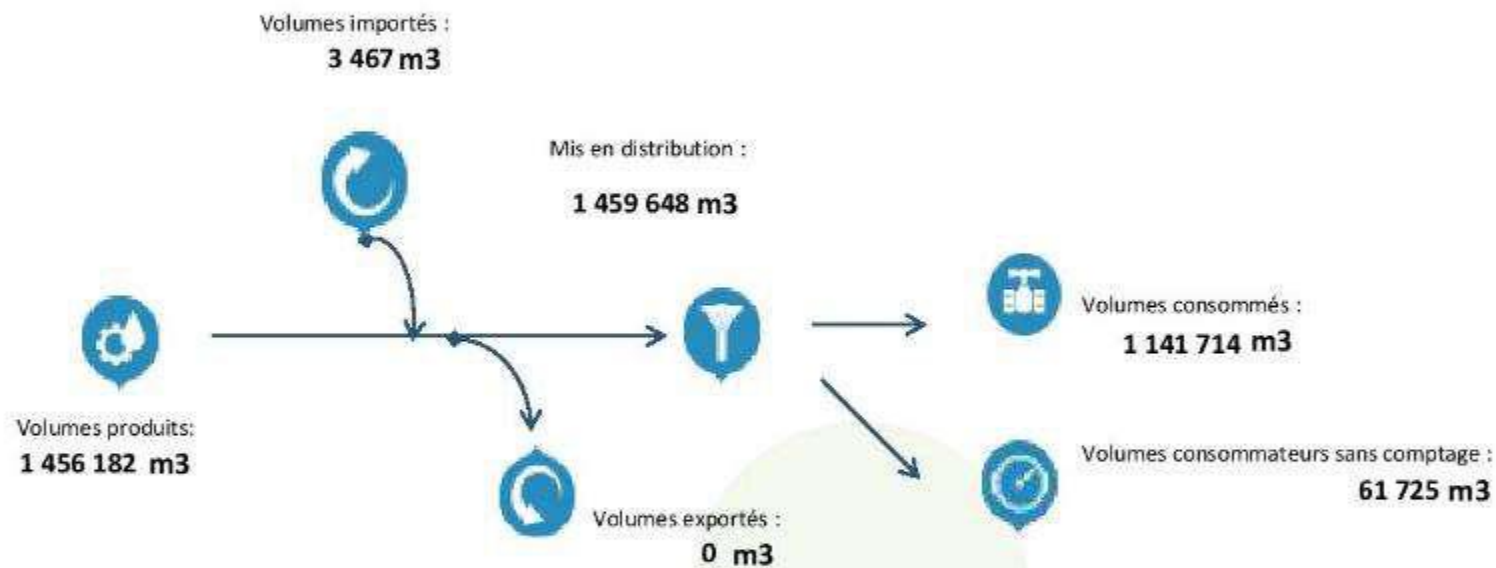 Volumes importés :
3 467 m3
Mis en distribution :
1 459 648 m3
Volumes consommés :
1 141 714 m3
Volumes produits:
1 456 182 m3
Volumes consommateurs sans comptage :
61 725 m3
Volumes exportés :
0 m3